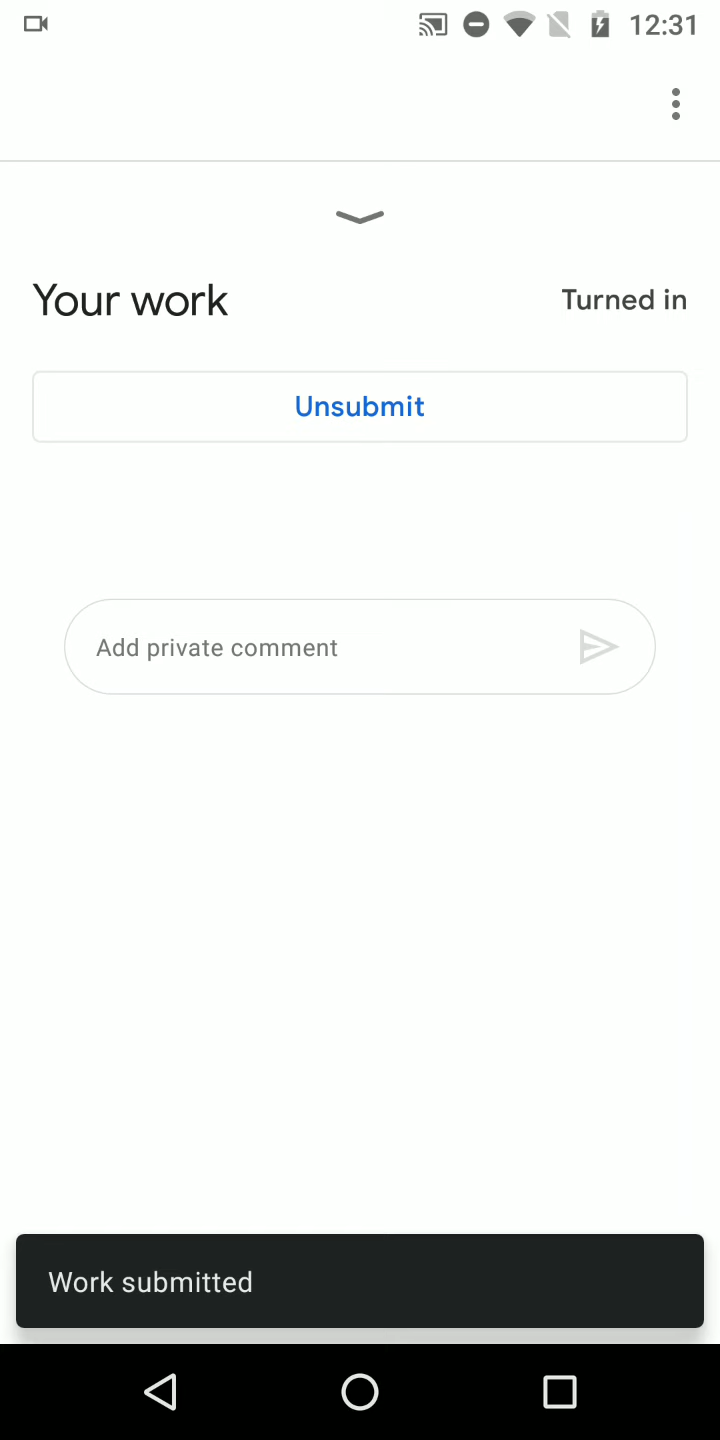 12:31
Your work
Turned in
Unsubmit
Add private comment
Work submitted